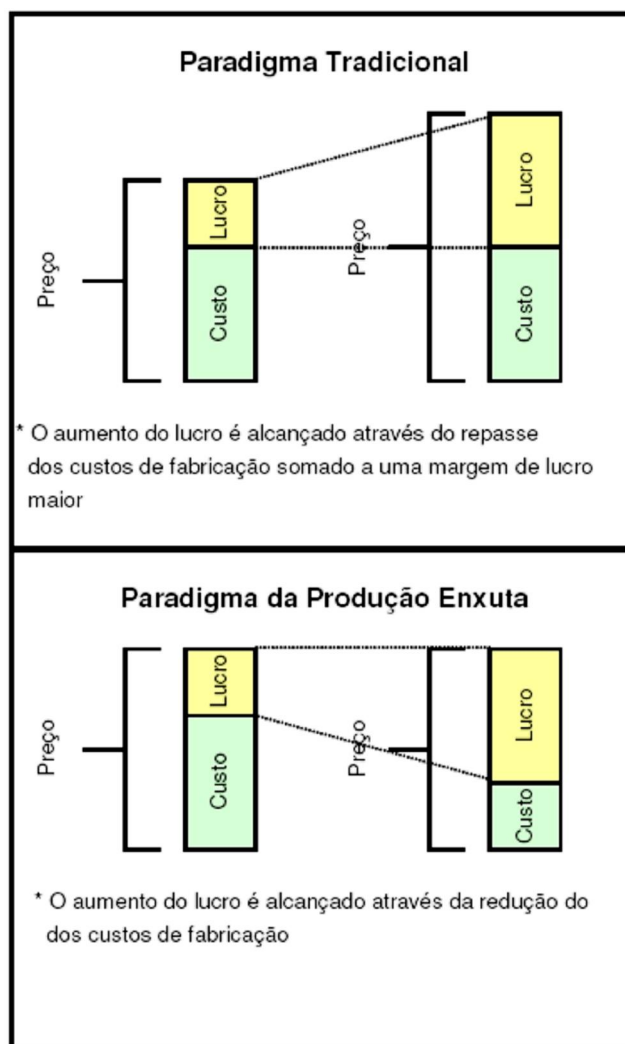 Paradigma Tradicional
Lucro
Lucro
Preço
Preço
Custo
Custo
* O aumento do lucro é alcançado através do repasse
dos custos de fabricação somado a uma margem de lucro
maior
Paradigma da Produção Enxuta
Lucro
Lucro
Preço
Preço
Custo
Custo
* O aumento do lucro é alcançado através da redução do
dos custos de fabricação